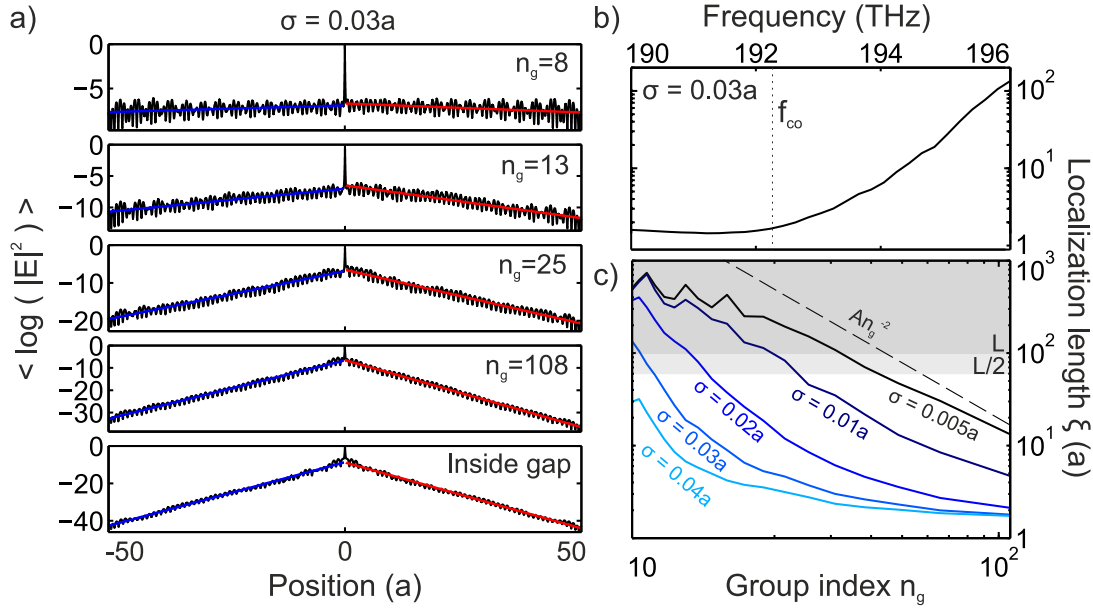 a)
σ = 0.03a
< log ( |E|² ) >
0
−5
n_g=8
0
−5
−10
n_g=13
0
−10
−20
n_g=25
0
−10
−20
−30
n_g=108
0
−20
−40
Inside gap
−50
0
50
Position (a)
b)
Frequency (THz)
190
192
194
196
σ = 0.03a
f_co
10²
10¹
1
c)
An_g⁻²
L
L/2
σ = 0.005a
σ = 0.01a
σ = 0.02a
σ = 0.03a
σ = 0.04a
10³
10²
10¹
1
Localization length ξ (a)
10
10²
Group index n_g